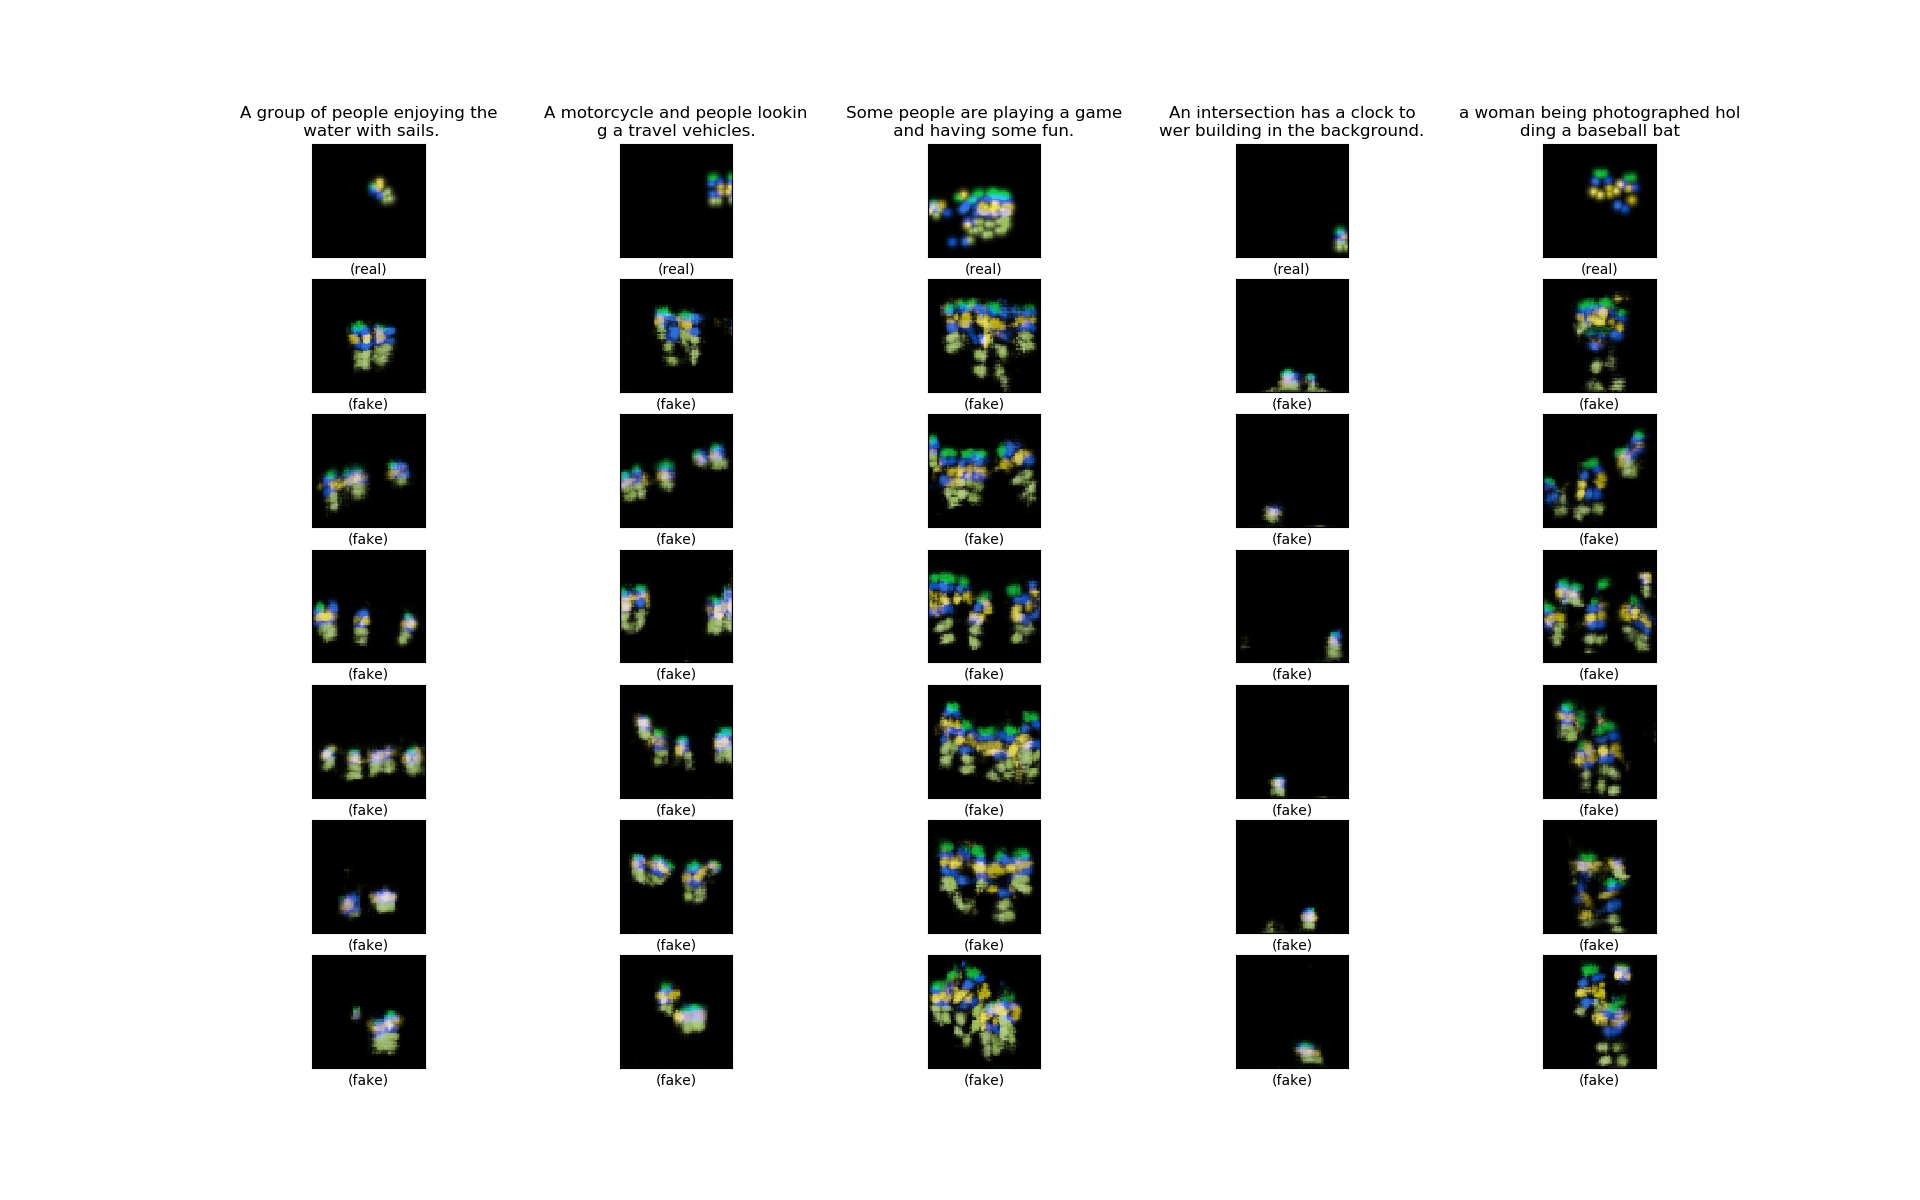 A group of people enjoying the
water with sails.
A motorcycle and people lookin
g a travel vehicles.
Some people are playing a game
and having some fun.
An intersection has a clock to
wer building in the background.
a woman being photographed hol
ding a baseball bat
(real) (real) (real) (real) (real)
(fake) (fake) (fake) (fake) (fake)
(fake) (fake) (fake) (fake) (fake)
(fake) (fake) (fake) (fake) (fake)
(fake) (fake) (fake) (fake) (fake)
(fake) (fake) (fake) (fake) (fake)
(fake) (fake) (fake) (fake) (fake)